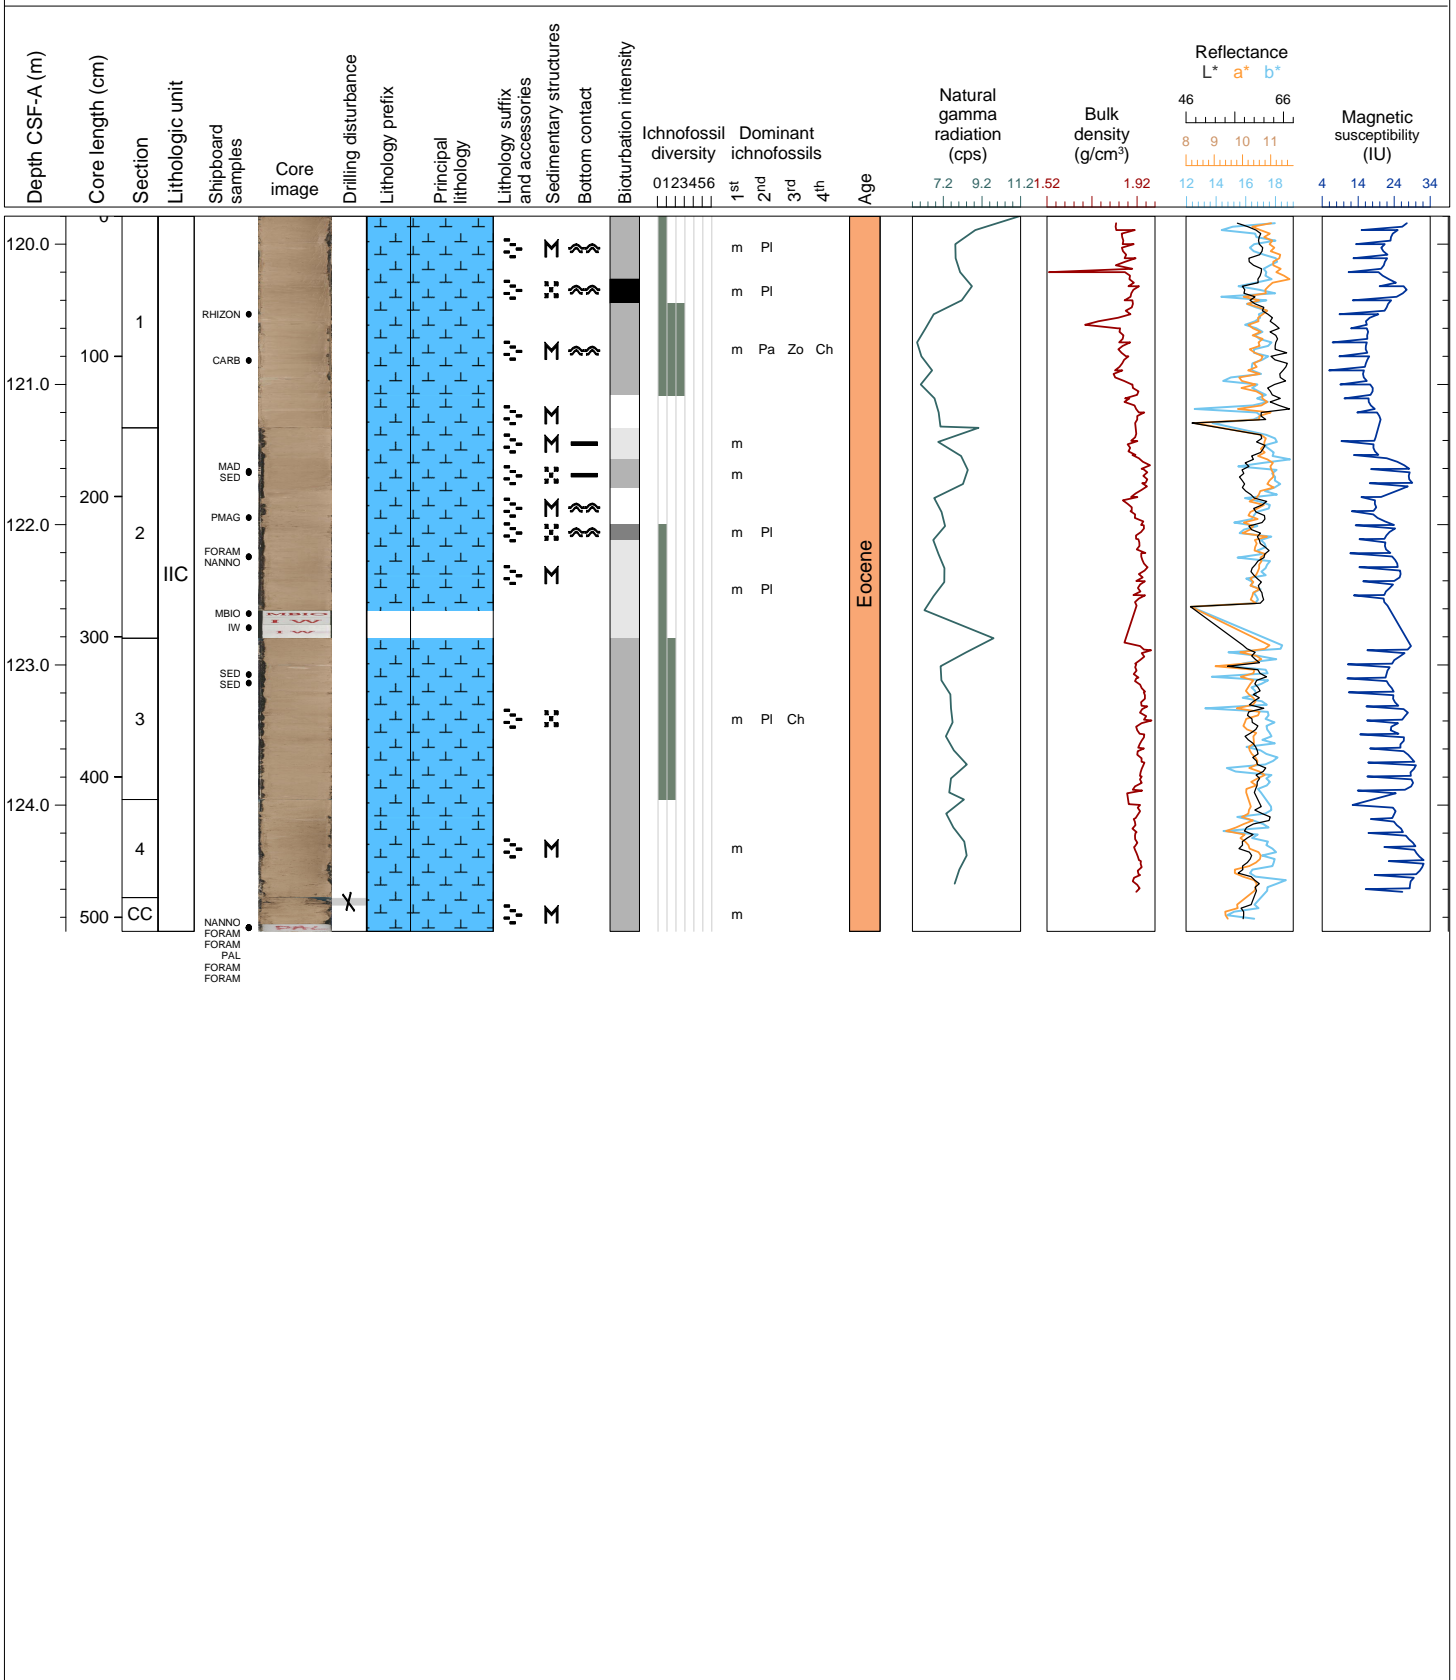 Depth CSF-A (m)
Core length (cm)
Section
Lithologic unit
Shipboard
samples
Core
image
Drilling disturbance
Lithology prefix
Principal
lithology
Lithology suffix
and accessories
Sedimentary structures
Bottom contact
Bioturbation intensity
Ichnofossil
diversity
0123456
Dominant
ichnofossils
1st
2nd
3rd
4th
Age
Natural
gamma
radiation
(cps)
7.2 9.2 11.2
Bulk
density
(g/cm³)
1.52 1.92
Reflectance
L* a* b*
46 66
8 9 10 11
12 14 16 18
Magnetic
susceptibility
(IU)
4 14 24 34
120.0
121.0
122.0
123.0
124.0
0
100
200
300
400
500
1
2
3
4
CC
IIC
RHIZON
CARB
MAD
SED
PMAG
FORAM
NANNO
MBIO
IW
SED
SED
NANNO
FORAM
FORAM
PAL
FORAM
FORAM
MBIO
I W
I W
PAL
m Pl
m Pl
m Pa Zo Ch
m
m
m Pl
m Pl
m Pl Ch
m
m
Eocene